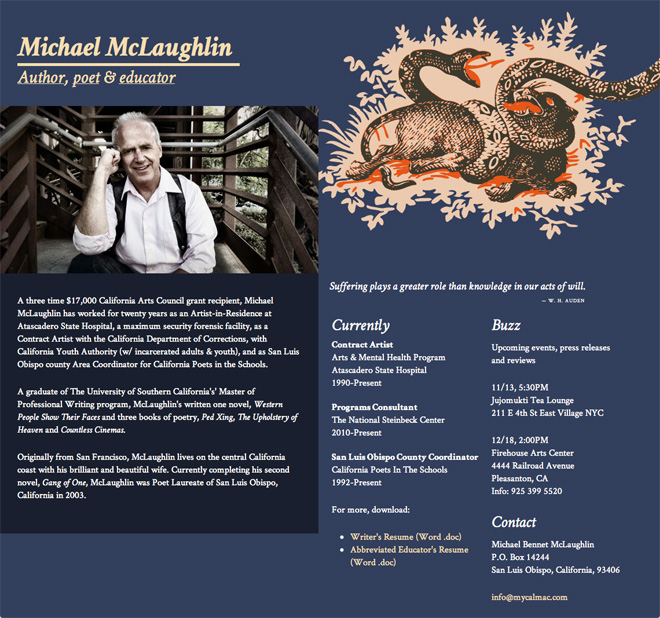 Michael McLaughlin
Author, poet & educator
A three time $17,000 California Arts Council grant recipient, Michael
McLaughlin has worked for twenty years as an Artist-in-Residence at
Atascadero State Hospital, a maximum security forensic facility, as a
Contract Artist with the California Department of Corrections, with
California Youth Authority (w/ incarcerated adults & youth), and as San Luis
Obispo county Area Coordinator for California Poets in the Schools.
A graduate of The University of Southern California's' Master of
Professional Writing program, McLaughlin's written one novel, Western
People Show Their Faces and three books of poetry, Ped Xing, The Upholstery of
Heaven and Countless Cinemas.
Originally from San Francisco, McLaughlin lives on the central California
coast with his brilliant and beautiful wife. Currently completing his second
novel, Gang of One, McLaughlin was Poet Laureate of San Luis Obispo,
California in 2003.
Suffering plays a greater role than knowledge in our acts of will.
— W. H. AUDEN
Currently
Contract Artist
Arts & Mental Health Program
Atascadero State Hospital
1990-Present
Programs Consultant
The National Steinbeck Center
2010-Present
San Luis Obispo County Coordinator
California Poets In The Schools
1992-Present
For more, download:
Writer's Resume (Word .doc)
Abbreviated Educator's Resume
(Word .doc)
Buzz
Upcoming events, press releases
and reviews
11/13, 5:30PM
Jujomukti Tea Lounge
211 E 4th St East Village NYC
12/18, 2:00PM
Firehouse Arts Center
4444 Railroad Avenue
Pleasanton, CA
Info: 925 399 5520
Contact
Michael Bennet McLaughlin
P.O. Box 14244
San Luis Obispo, California, 93406
info@mycalmac.com